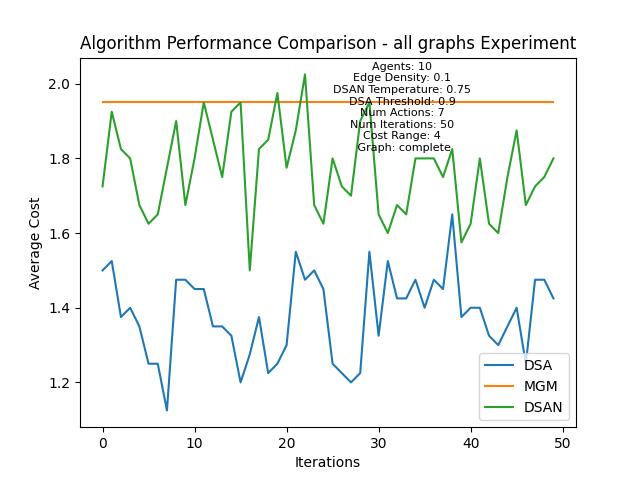 Algorithm Performance Comparison - all graphs Experiment
Agents: 10
Edge Density: 0.1
DSAN Temperature: 0.75
DSA Threshold: 0.9
Num Actions: 7
Num Iterations: 50
Cost Range: 4
Graph: complete
2.0
1.8
1.6
1.4
1.2
Average Cost
0
10
20
30
40
50
Iterations
DSA
MGM
DSAN